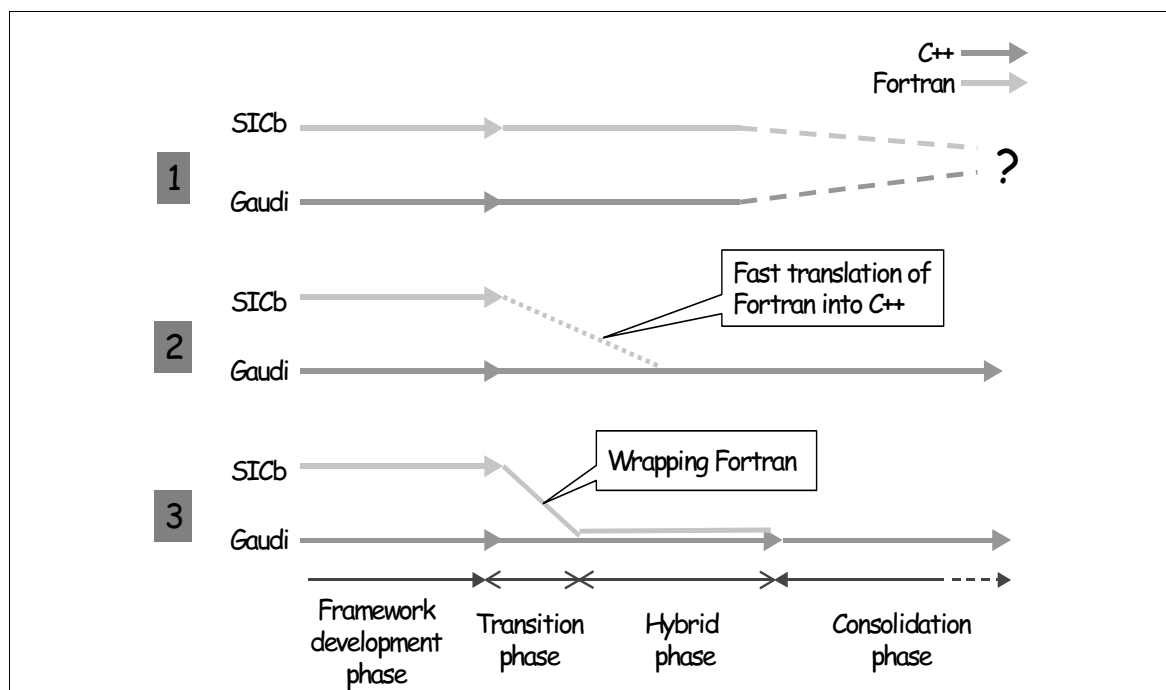 C++
Fortran
SICb
1
?
Gaudi
Fast translation of
Fortran into C++
SICb
2
Gaudi
Wrapping Fortran
SICb
3
Gaudi
Framework
development
phase
Transition
phase
Hybrid
phase
Consolidation
phase